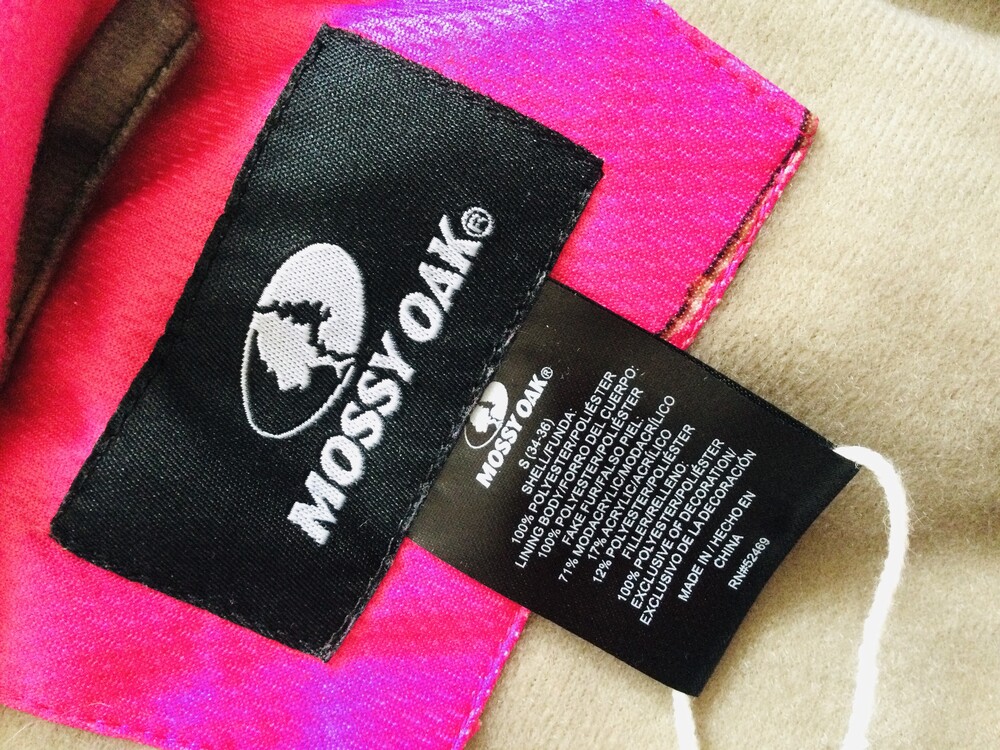 MOSSY OAK®
MOSSY OAK®
S (34-36)
SHELL/FUNDA:
100% POLYESTER/POLIÉSTER
LINING BODY/FORRO DEL CUERPO:
100% POLYESTER/POLIÉSTER
FAKE FUR/FALSO PIEL:
71% MODACRYLIC/MODACRÍLICO
17% ACRYLIC/ACRÍLICO
12% POLYESTER/POLIÉSTER
FILLER/RELLENO:
100% POLYESTER/POLIÉSTER
EXCLUSIVE OF DECORATION/
EXCLUSIVO DE LA DECORACIÓN
MADE IN / HECHO EN
CHINA
RN#52469